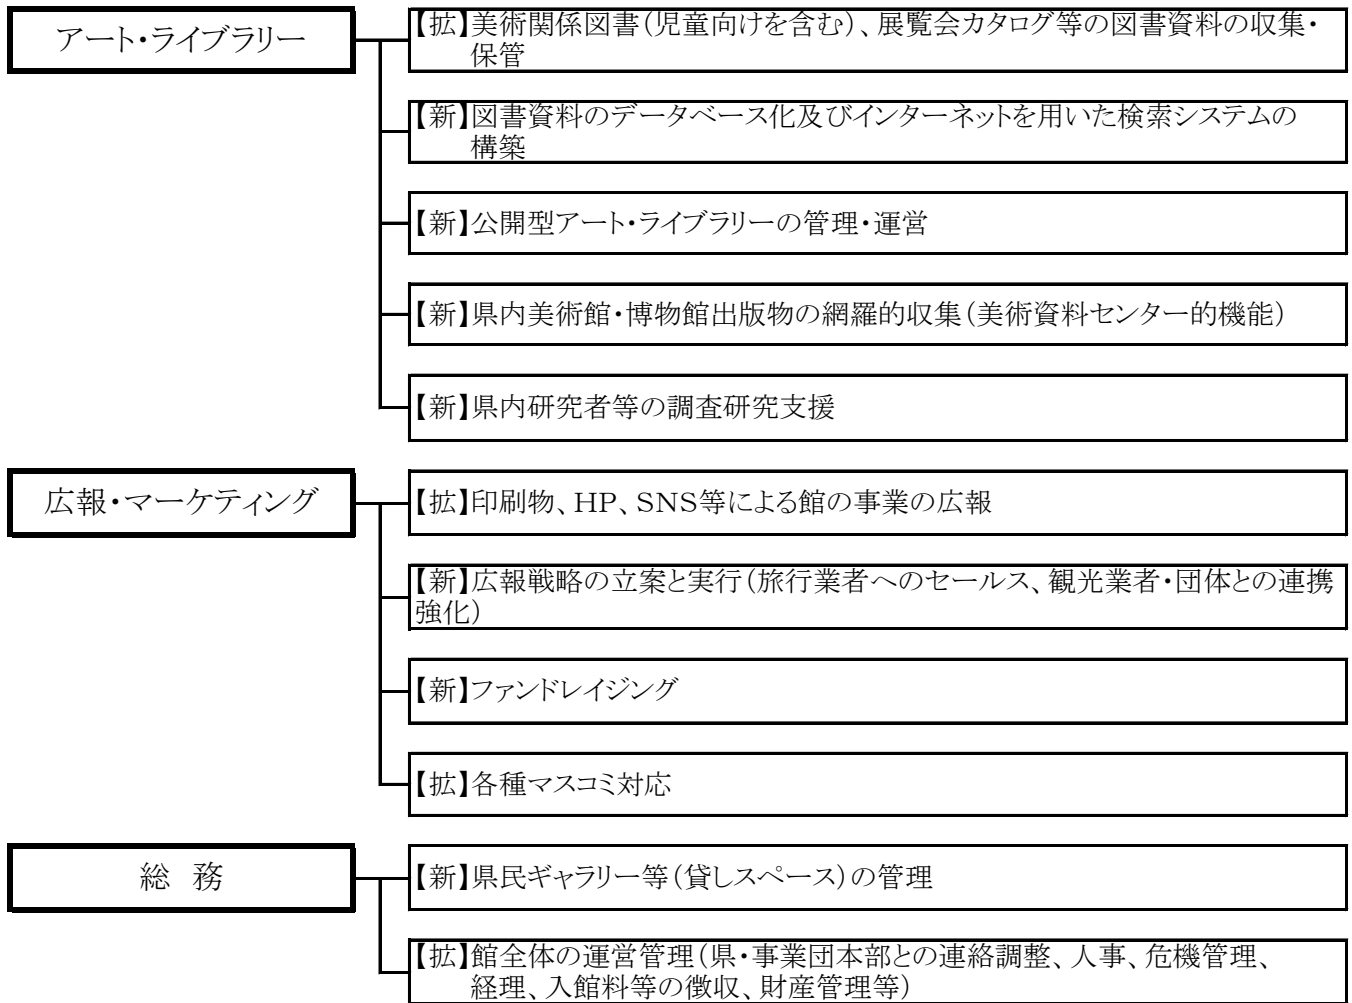 アート・ライブラリー
【拡】美術関係図書（児童向けを含む）、展覧会カタログ等の図書資料の収集・
保管
【新】図書資料のデータベース化及びインターネットを用いた検索システムの
構築
【新】公開型アート・ライブラリーの管理・運営
【新】県内美術館・博物館出版物の網羅的収集（美術資料センター的機能）
【新】県内研究者等の調査研究支援
広報・マーケティング
【拡】印刷物、HP、SNS等による館の事業の広報
【新】広報戦略の立案と実行（旅行業者へのセールス、観光業者・団体との連携
強化）
【新】ファンドレイジング
【拡】各種マスコミ対応
総　務
【新】県民ギャラリー等（貸しスペース）の管理
【拡】館全体の運営管理（県・事業団本部との連絡調整、人事、危機管理、
経理、入館料等の徴収、財産管理等）